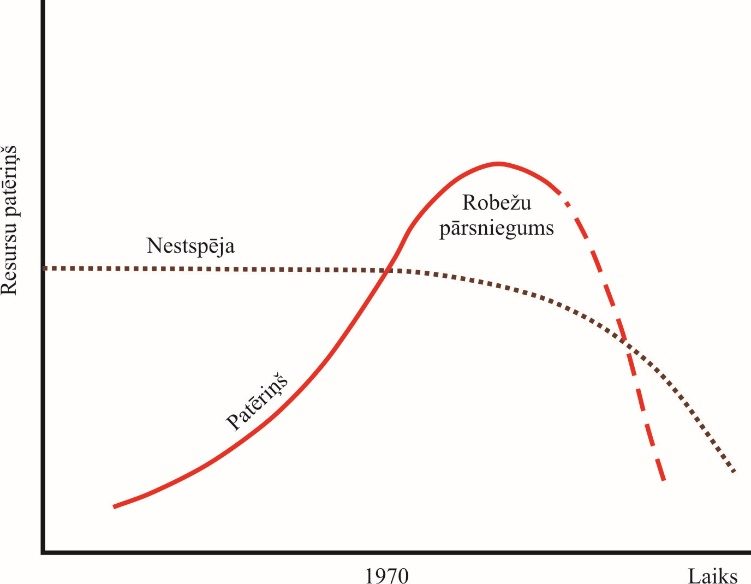 Resursu patēriņš
Nestspēja
Patēriņš
Robežu
pārsniegums
1970
Laiks